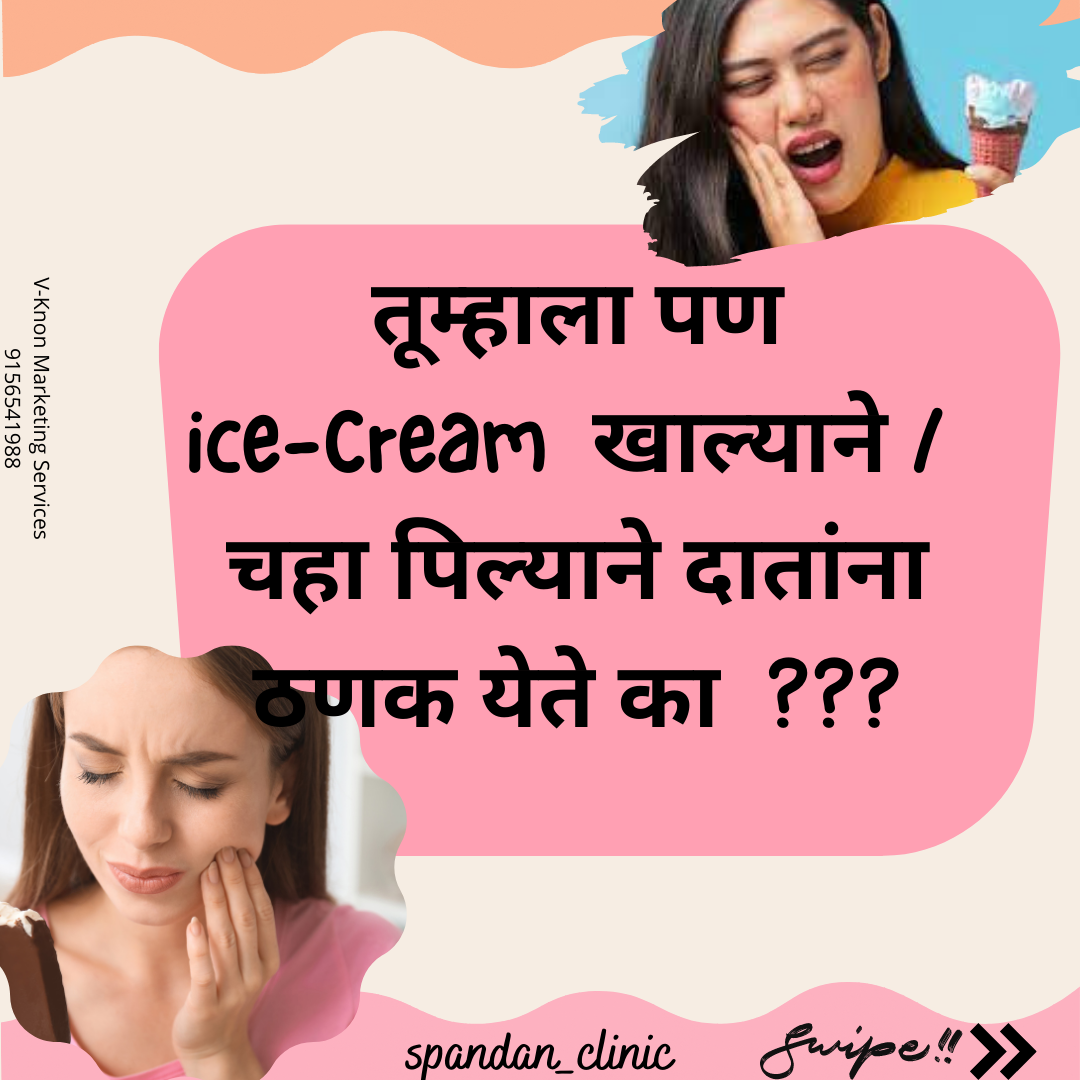 तूम्हाला पण
ice-Cream खाल्याने /
चहा पिल्याने दातांना
ठणक येते का ???
V-Knon Marketing Services
9156541988
spandan_clinic
Swipe!!